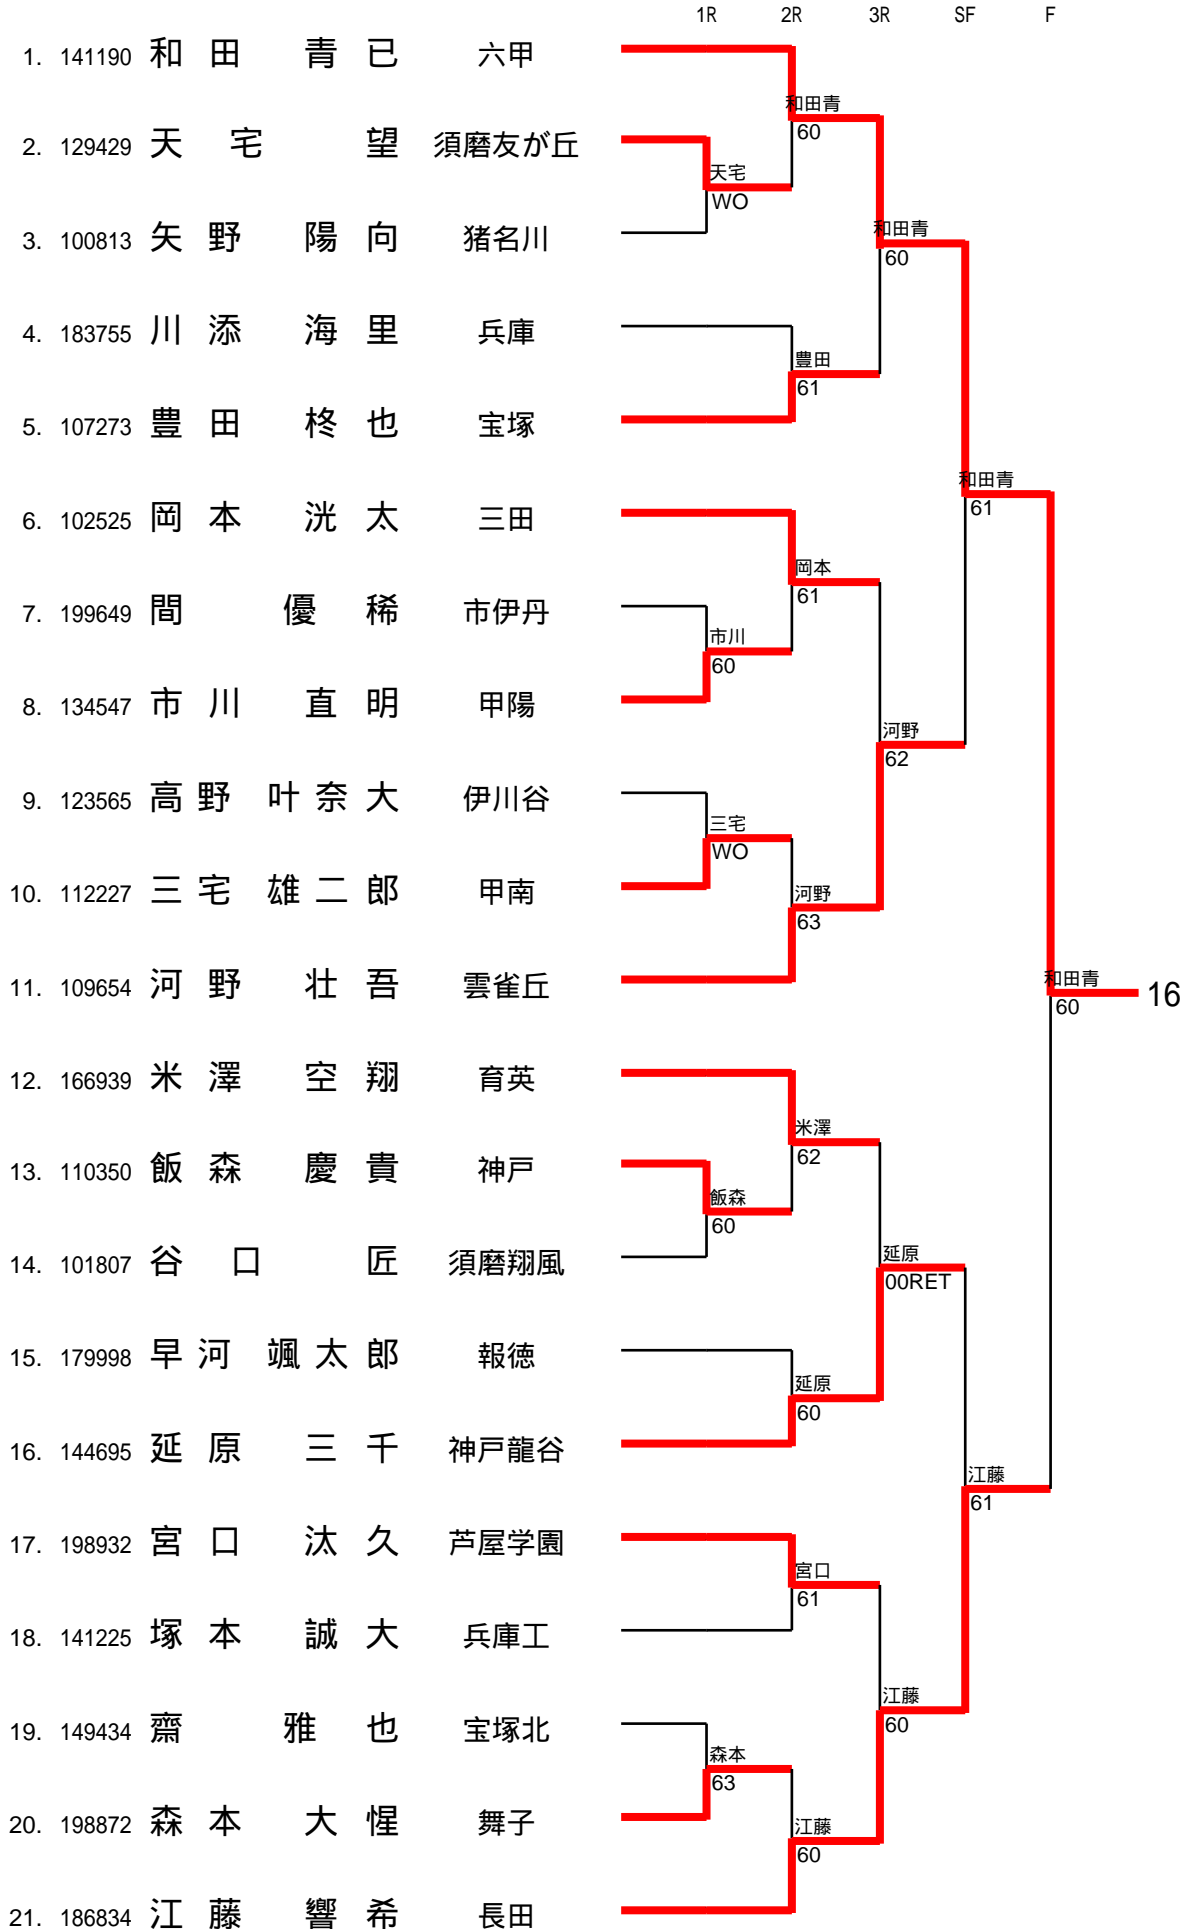 1R 2R 3R SF F
1. 141190 和田 青已 六甲
和田青
60
2. 129429 天宅 望 須磨友が丘
天宅
WO
3. 100813 矢野 陽向 猪名川
和田青
60
4. 183755 川添 海里 兵庫
豊田
61
5. 107273 豊田 柊也 宝塚
和田青
61
6. 102525 岡本 洸太 三田
岡本
61
7. 199649 間 優稀 市伊丹
市川
60
8. 134547 市川 直明 甲陽
河野
62
9. 123565 高野 叶奈大 伊川谷
三宅
WO
10. 112227 三宅 雄二郎 甲南
河野
63
11. 109654 河野 壮吾 雲雀丘
和田青
60
16
12. 166939 米澤 空翔 育英
米澤
62
13. 110350 飯森 慶貴 神戸
飯森
60
14. 101807 谷口 匠 須磨翔風
延原
00RET
15. 179998 早河 颯太郎 報徳
延原
60
16. 144695 延原 三千 神戸龍谷
江藤
61
17. 198932 宮口 汰久 芦屋学園
宮口
61
18. 141225 塚本 誠大 兵庫工
江藤
60
19. 149434 齋 雅也 宝塚北
森本
63
20. 198872 森本 大惺 舞子
江藤
60
21. 186834 江藤 響希 長田